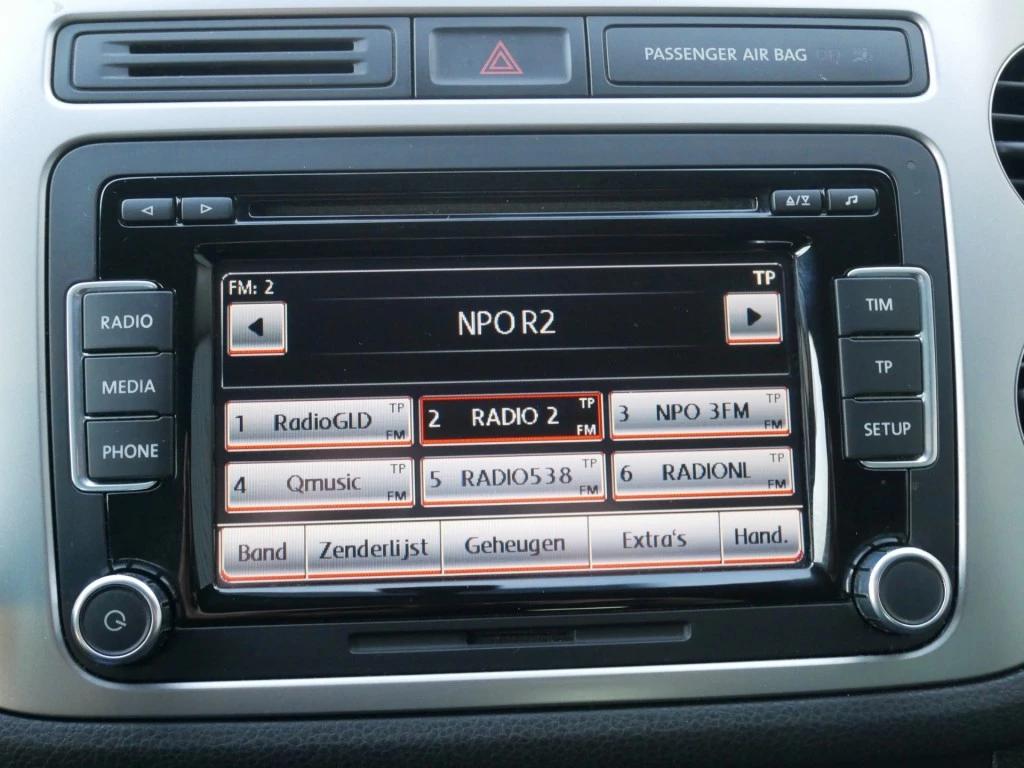 PASSENGER AIR BAG
FM: 2
TP
NPO R2
RADIO
MEDIA
PHONE
TIM
TP
SETUP
1 RadioGLD TP FM
2 RADIO 2 TP FM
3 NPO 3FM TP FM
4 Qmusic TP FM
5 RADIO538 TP FM
6 RADIONL TP FM
Band Zenderlijst Geheugen Extra's Hand.